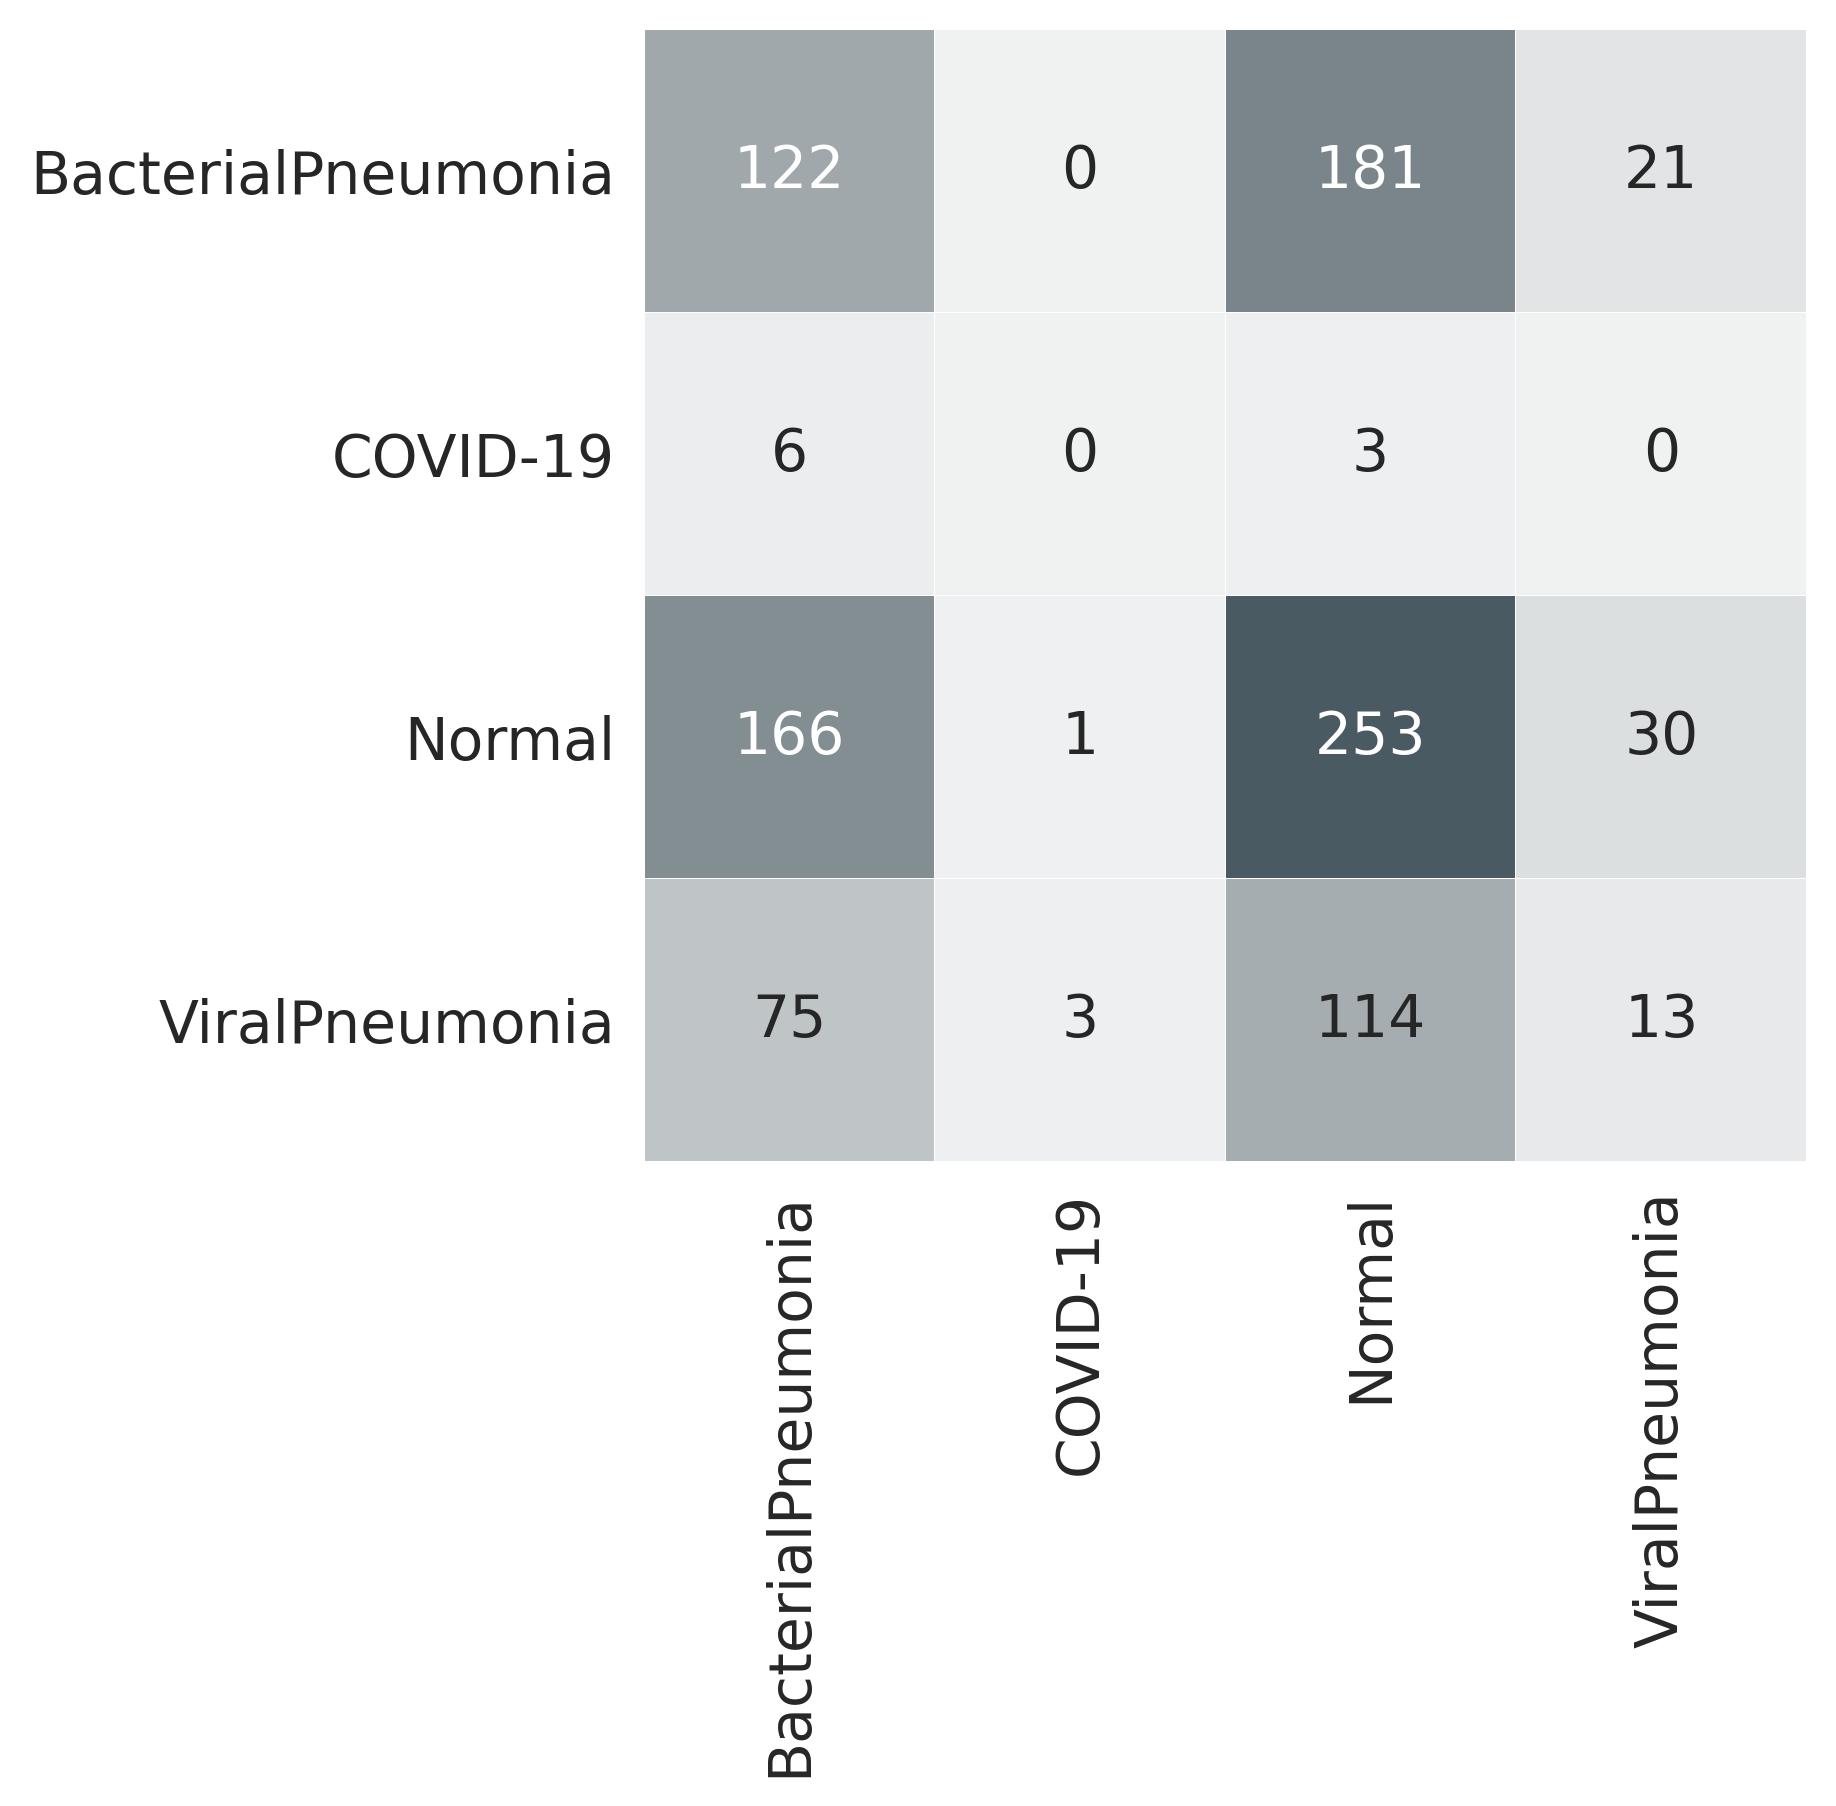 BacterialPneumonia 122 0 181 21
COVID-19 6 0 3 0
Normal 166 1 253 30
ViralPneumonia 75 3 114 13
BacterialPneumonia
COVID-19
Normal
ViralPneumonia